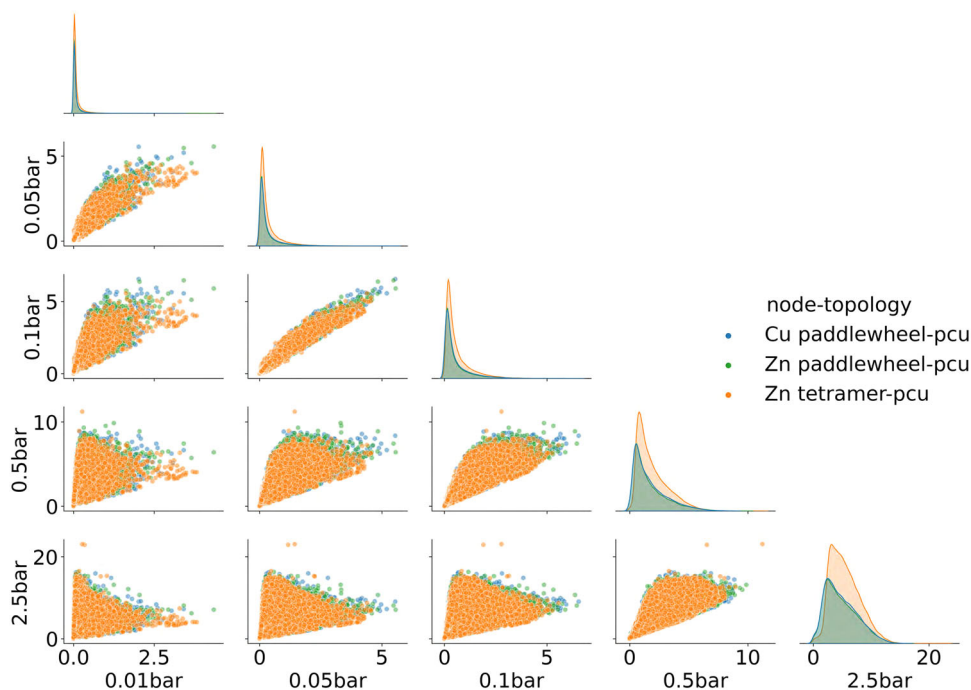 5
0
0.05bar
5
0
0.1bar
node-topology
Cu paddlewheel-pcu
Zn paddlewheel-pcu
Zn tetramer-pcu
10
0
0.5bar
20
0
2.5bar
0.0 2.5 0 5 0 5 0 10 0 20
0.01bar 0.05bar 0.1bar 0.5bar 2.5bar